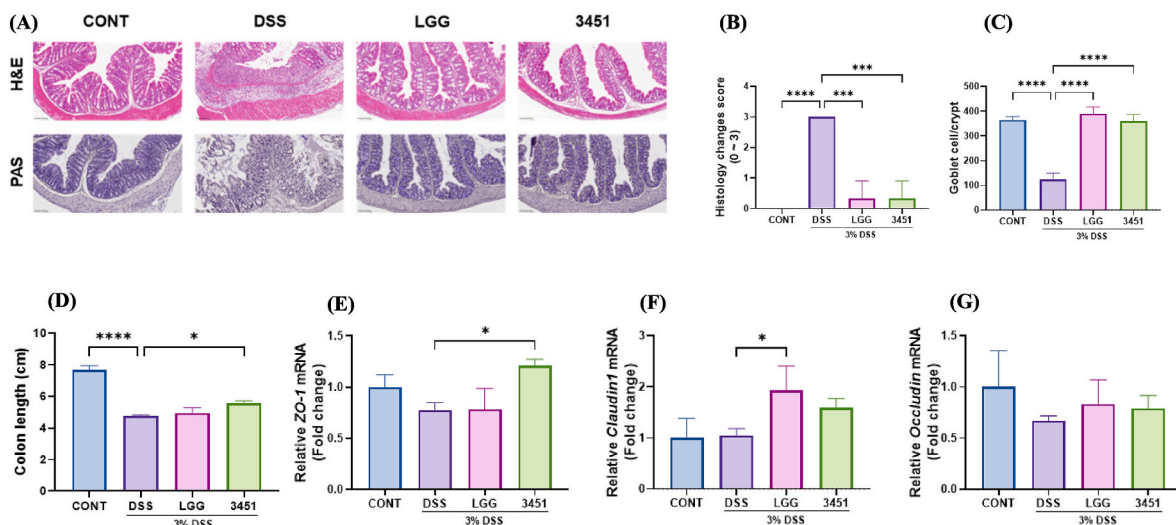 (A)
CONT DSS LGG 3451
H&E
PAS
(B)
Histology changes score
(0 ~ 3)
4
3
2
1
0
**** ***
***
CONT DSS LGG 3451
3% DSS
(C)
Goblet cell/crypt
500
400
300
200
100
0
**** ****
****
CONT DSS LGG 3451
3% DSS
(D)
Colon length (cm)
10
8
6
4
2
0
**** *
CONT DSS LGG 3451
3% DSS
(E)
Relative ZO-1 mRNA
(Fold change)
1.5
1.0
0.5
0.0
*
CONT DSS LGG 3451
3% DSS
(F)
Relative Claudin1 mRNA
(Fold change)
3
2
1
0
*
CONT DSS LGG 3451
3% DSS
(G)
Relative Occludin mRNA
(Fold change)
1.5
1.0
0.5
0.0
CONT DSS LGG 3451
3% DSS